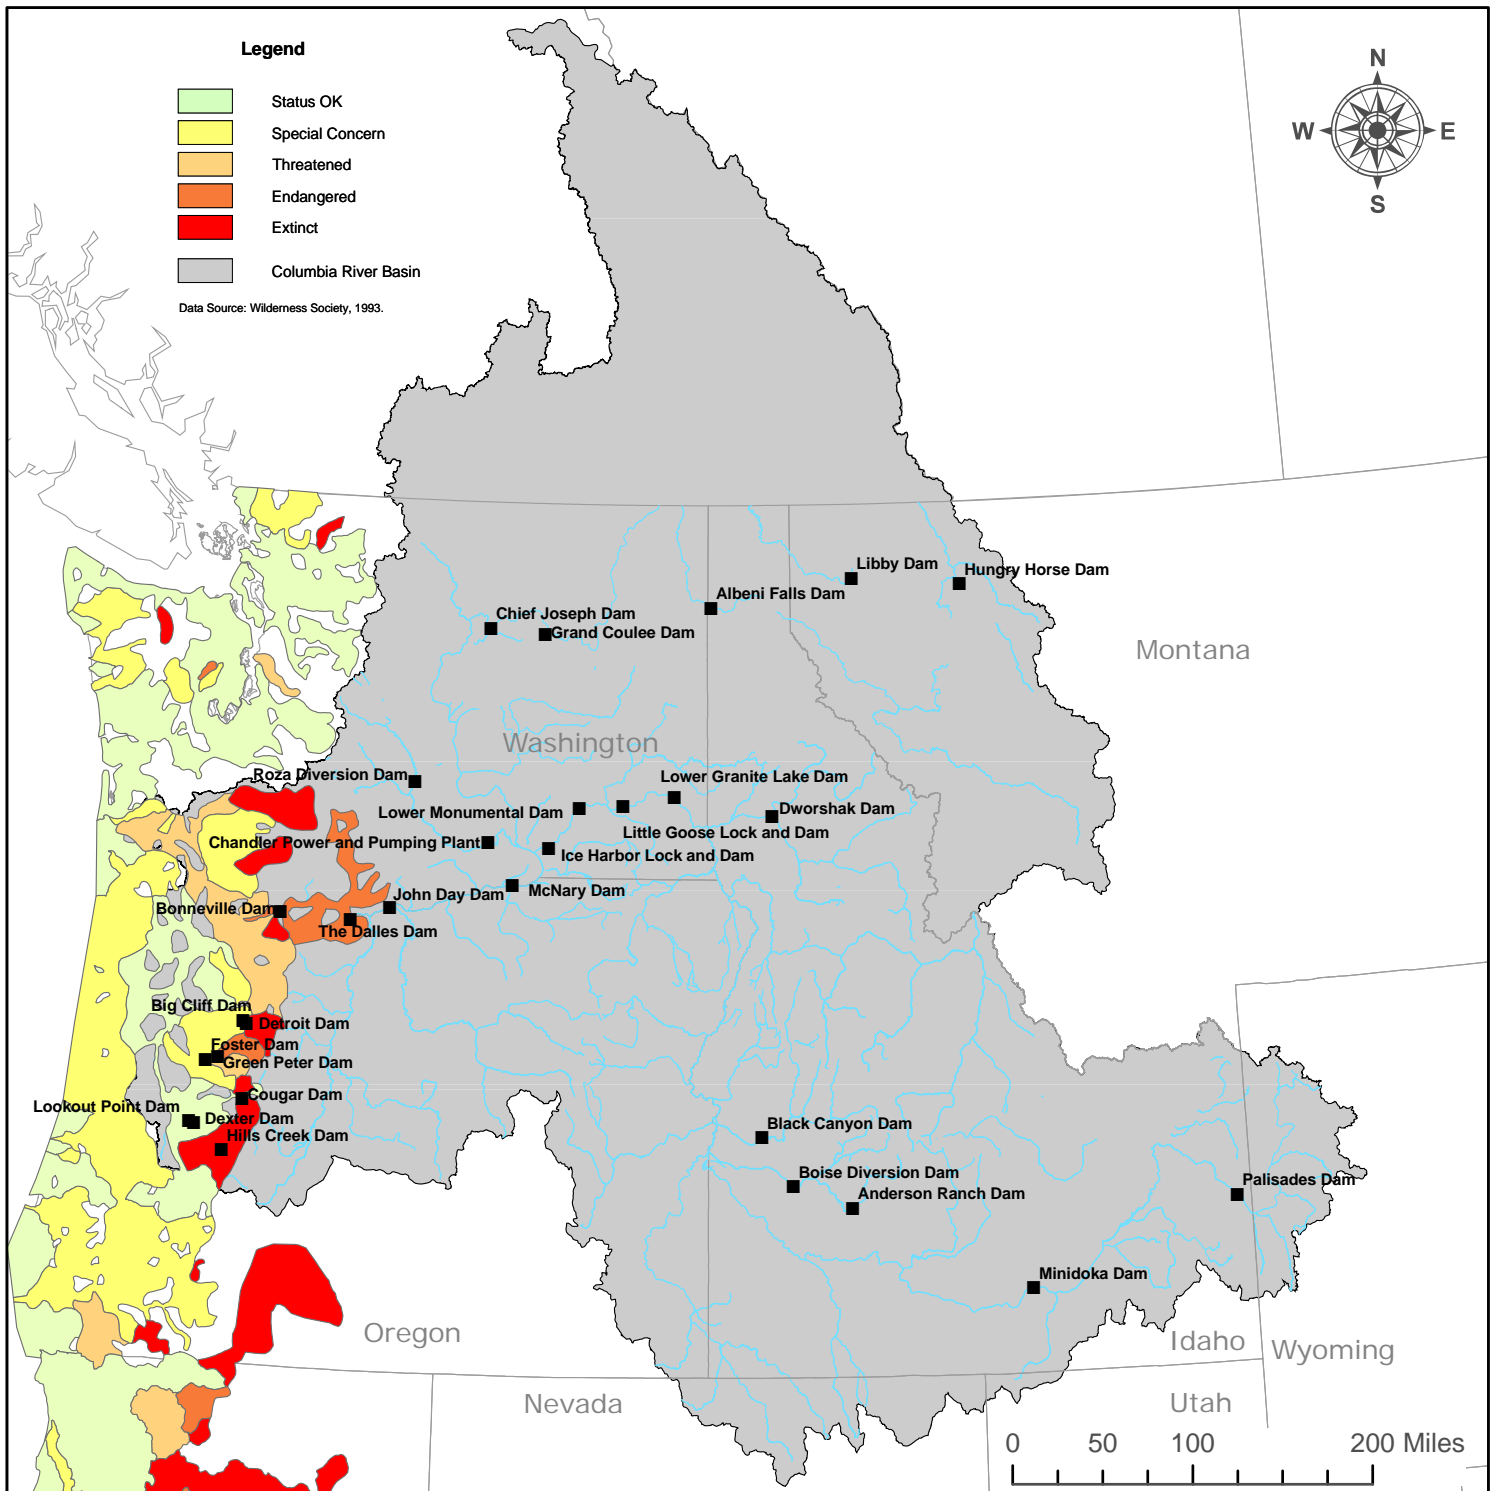 Legend
Status OK
Special Concern
Threatened
Endangered
Extinct
Columbia River Basin
Data Source: Wilderness Society, 1993.
N
W
E
S
Libby Dam
Hungry Horse Dam
Albeni Falls Dam
Chief Joseph Dam
Grand Coulee Dam
Montana
Washington
Roza Diversion Dam
Lower Granite Lake Dam
Lower Monumental Dam
Dworshak Dam
Little Goose Lock and Dam
Chandler Power and Pumping Plant
Ice Harbor Lock and Dam
John Day Dam
McNary Dam
Bonneville Dam
The Dalles Dam
Big Cliff Dam
Detroit Dam
Foster Dam
Green Peter Dam
Cougar Dam
Lookout Point Dam
Dexter Dam
Hills Creek Dam
Black Canyon Dam
Boise Diversion Dam
Anderson Ranch Dam
Palisades Dam
Minidoka Dam
Oregon
Idaho
Wyoming
Nevada
Utah
0 50 100 200 Miles